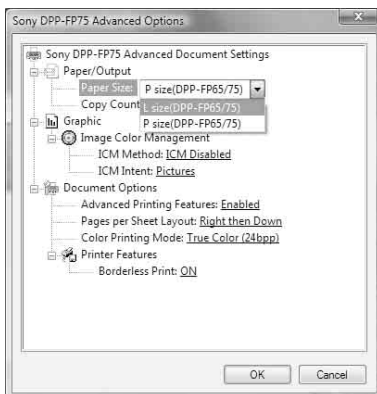 Sony DPP-FP75 Advanced Options
Sony DPP-FP75 Advanced Document Settings
Paper/Output
Paper Size: P size(DPP-FP65/75)
Copy Count L size(DPP-FP65/75)
P size(DPP-FP65/75)
Graphic
Image Color Management
ICM Method: ICM Disabled
ICM Intent: Pictures
Document Options
Advanced Printing Features: Enabled
Pages per Sheet Layout: Right then Down
Color Printing Mode: True Color (24bpp)
Printer Features
Borderless Print: ON
OK Cancel